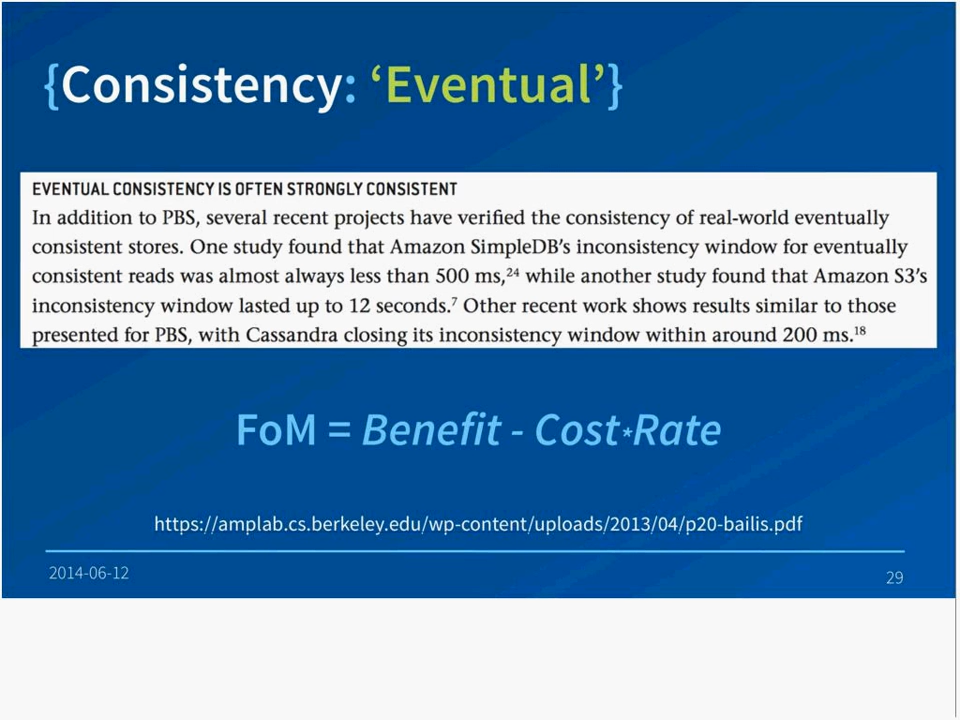 {Consistency: ‘Eventual’}
EVENTUAL CONSISTENCY IS OFTEN STRONGLY CONSISTENT
In addition to PBS, several recent projects have verified the consistency of real-world eventually
consistent stores. One study found that Amazon SimpleDB’s inconsistency window for eventually
consistent reads was almost always less than 500 ms,²⁴ while another study found that Amazon S3’s
inconsistency window lasted up to 12 seconds.⁷ Other recent work shows results similar to those
presented for PBS, with Cassandra closing its inconsistency window within around 200 ms.¹⁸
FoM = Benefit - Cost*Rate
https://amplab.cs.berkeley.edu/wp-content/uploads/2013/04/p20-bailis.pdf
2014-06-12
29